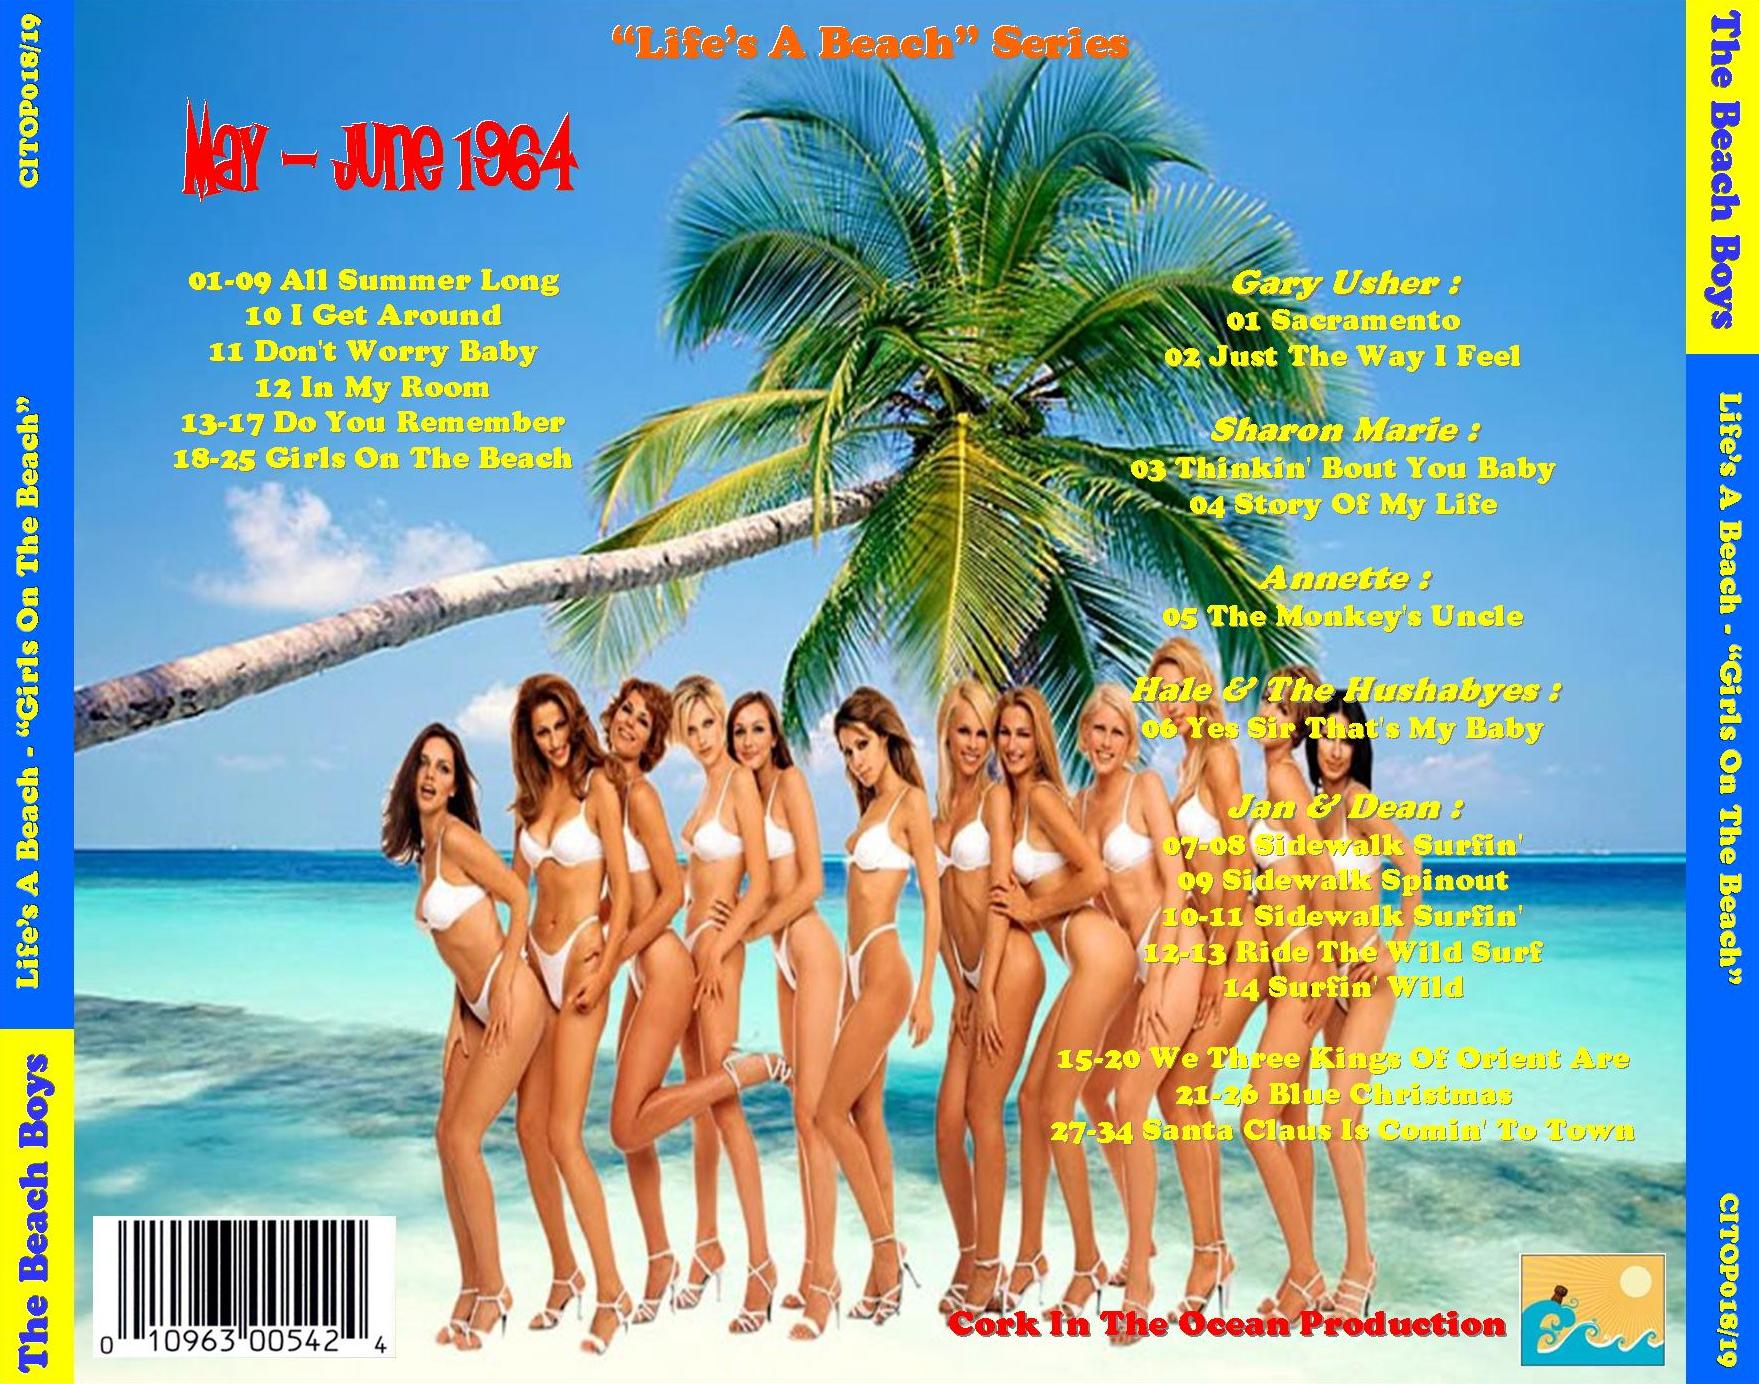 "Life's A Beach" Series
May - June 1964
01-09 All Summer Long
10 I Get Around
11 Don't Worry Baby
12 In My Room
13-17 Do You Remember
18-25 Girls On The Beach
Gary Usher :
01 Sacramento
02 Just The Way I Feel
Sharon Marie :
03 Thinkin' Bout You Baby
04 Story Of My Life
Annette :
05 The Monkey's Uncle
Hale & The Hushabyes :
06 Yes Sir That's My Baby
Jan & Dean :
07-08 Sidewalk Surfin'
09 Sidewalk Spinout
10-11 Sidewalk Surfin'
12-13 Ride The Wild Surf
14 Surfin' Wild
15-20 We Three Kings Of Orient Are
21-26 Blue Christmas
27-34 Santa Claus Is Comin' To Town
Cork In The Ocean Production
0 10963 00542 4
The Beach Boys
Life's A Beach - "Girls On The Beach"
CITOP018/19
The Beach Boys
Life's A Beach - "Girls On The Beach"
CITOP018/19